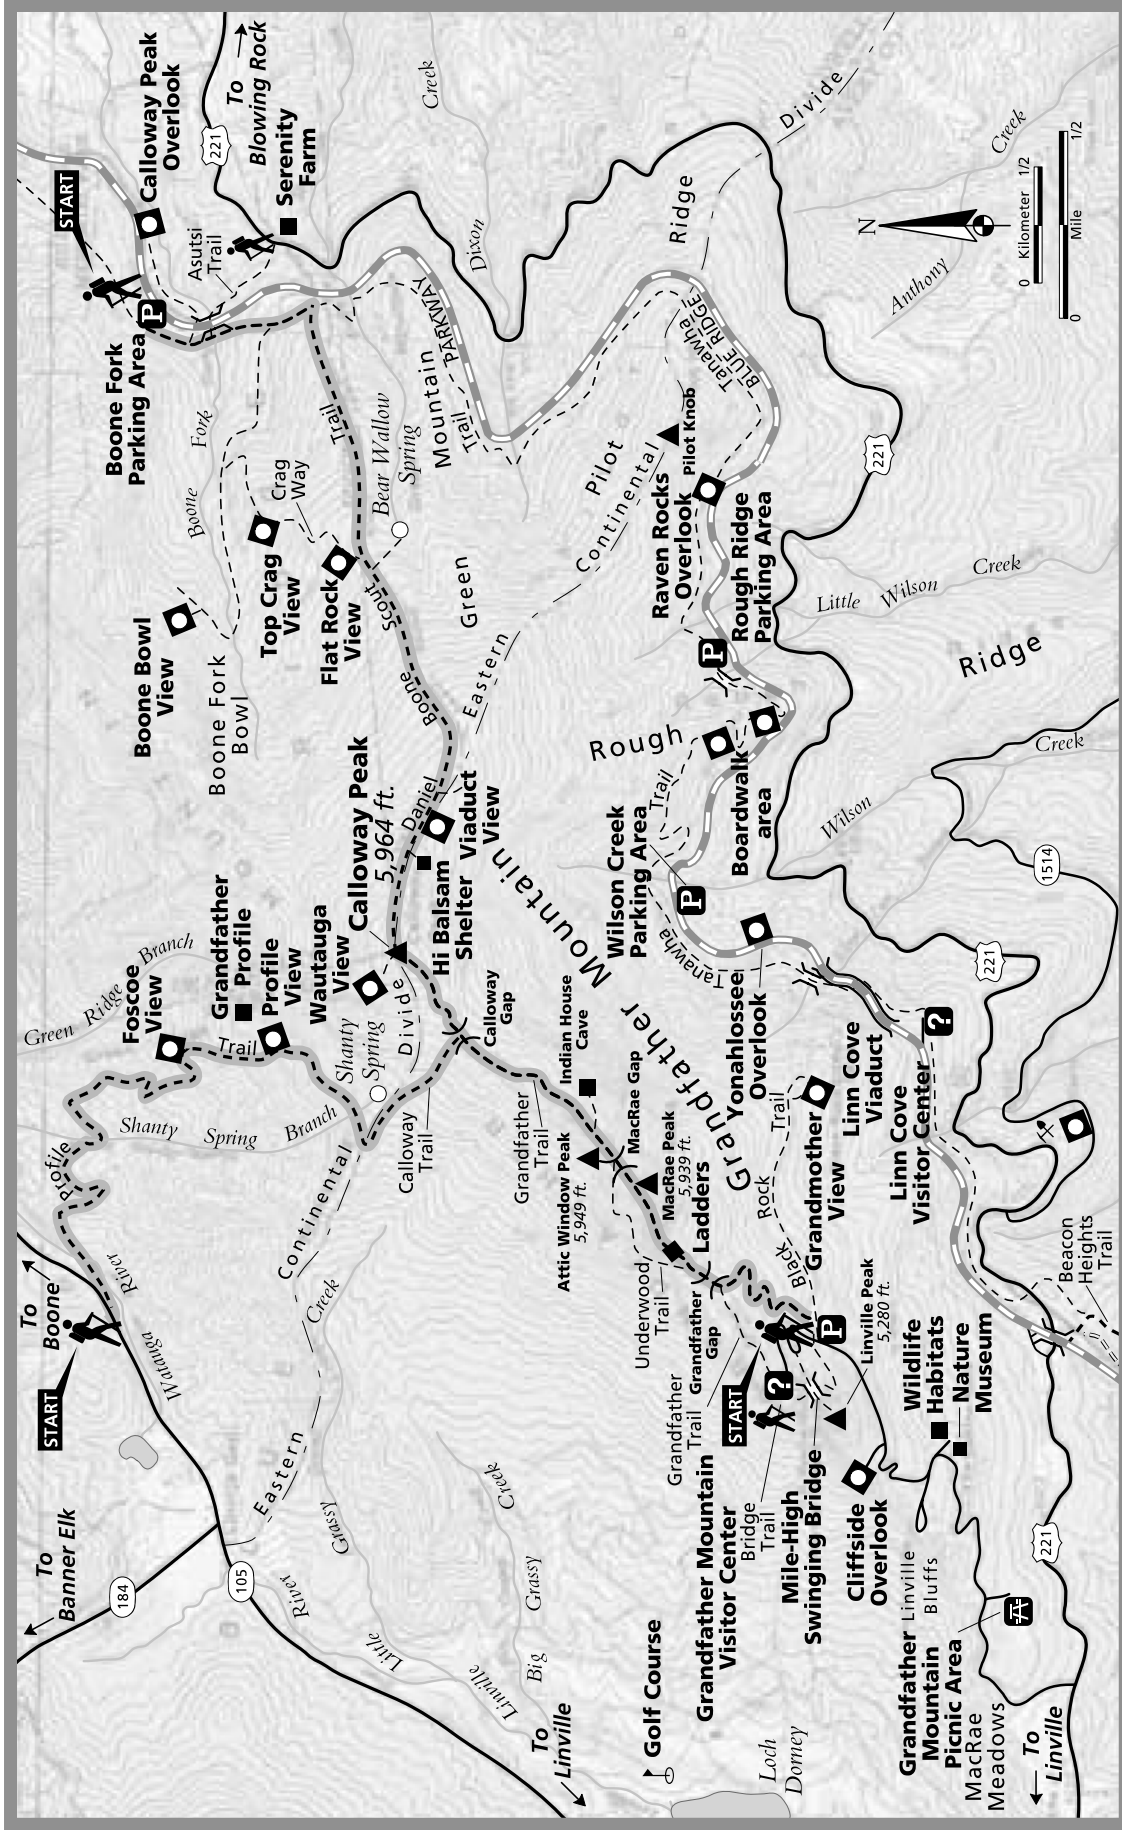 To
Banner Elk
184
START
To
Boone
105
Watauga
River
Profile
Shanty
Spring
Branch
Green
Ridge
Branch
Foscoe
View
Trail
Grandfather
Profile
Profile
View
Wautauga
View
Shanty
Spring
Calloway Peak
5,964 ft.
Boone Bowl
View
Boone Fork
Bowl
Top Crag
View
Flat Rock
View
Crag
Way
Boone
Fork
Boone Fork
Parking Area
P
START
Calloway Peak
Overlook
Asutsi
Trail
221
To
Blowing Rock
Serenity
Farm
Creek
Dixon
Bear Wallow
Spring
Trail
Scout
Boone
Daniel
Mountain
Trail
PARKWAY
Green
Pilot
Ridge
Divide
Eastern
Continental
Divide
Continental
Eastern
Creek
Grassy
Little
River
Linville
Big
Grassy
Creek
Calloway
Trail
Calloway
Gap
Hi Balsam
Shelter
Viaduct
View
Grandfather
Mountain
Grandfather
Trail
Indian House
Cave
Attic Window Peak
5,949 ft.
MacRae Gap
MacRae Peak
5,939 ft.
Ladders
Underwood
Trail
Grandfather
Gap
Grandfather
Trail
START
P
?
Black
Rock
Trail
Grandmother
View
Linville Peak
5,280 ft.
Grandfather Mountain
Visitor Center
Bridge
Trail
Mile-High
Swinging Bridge
Cliffside
Overlook
Wildlife
Habitats
Nature
Museum
Linville
Bluffs
Grandfather
Mountain
Picnic Area
MacRae
Meadows
To
Linville
221
To
Linville
Golf Course
Loch
Dorney
Pilot Knob
Tanawha
BLUE RIDGE
Raven Rocks
Overlook
Rough Ridge
Parking Area
P
Rough
Ridge
Trail
Boardwalk
area
Wilson Creek
Parking Area
P
Tanawha
Yonahlossee
Overlook
Linn Cove
Viaduct
Linn Cove
Visitor Center
?
Beacon
Heights
Trail
221
1514
Wilson
Creek
Little
Wilson
Creek
221
Anthony
Creek
N
0
Kilometer
1/2
0
Mile
1/2